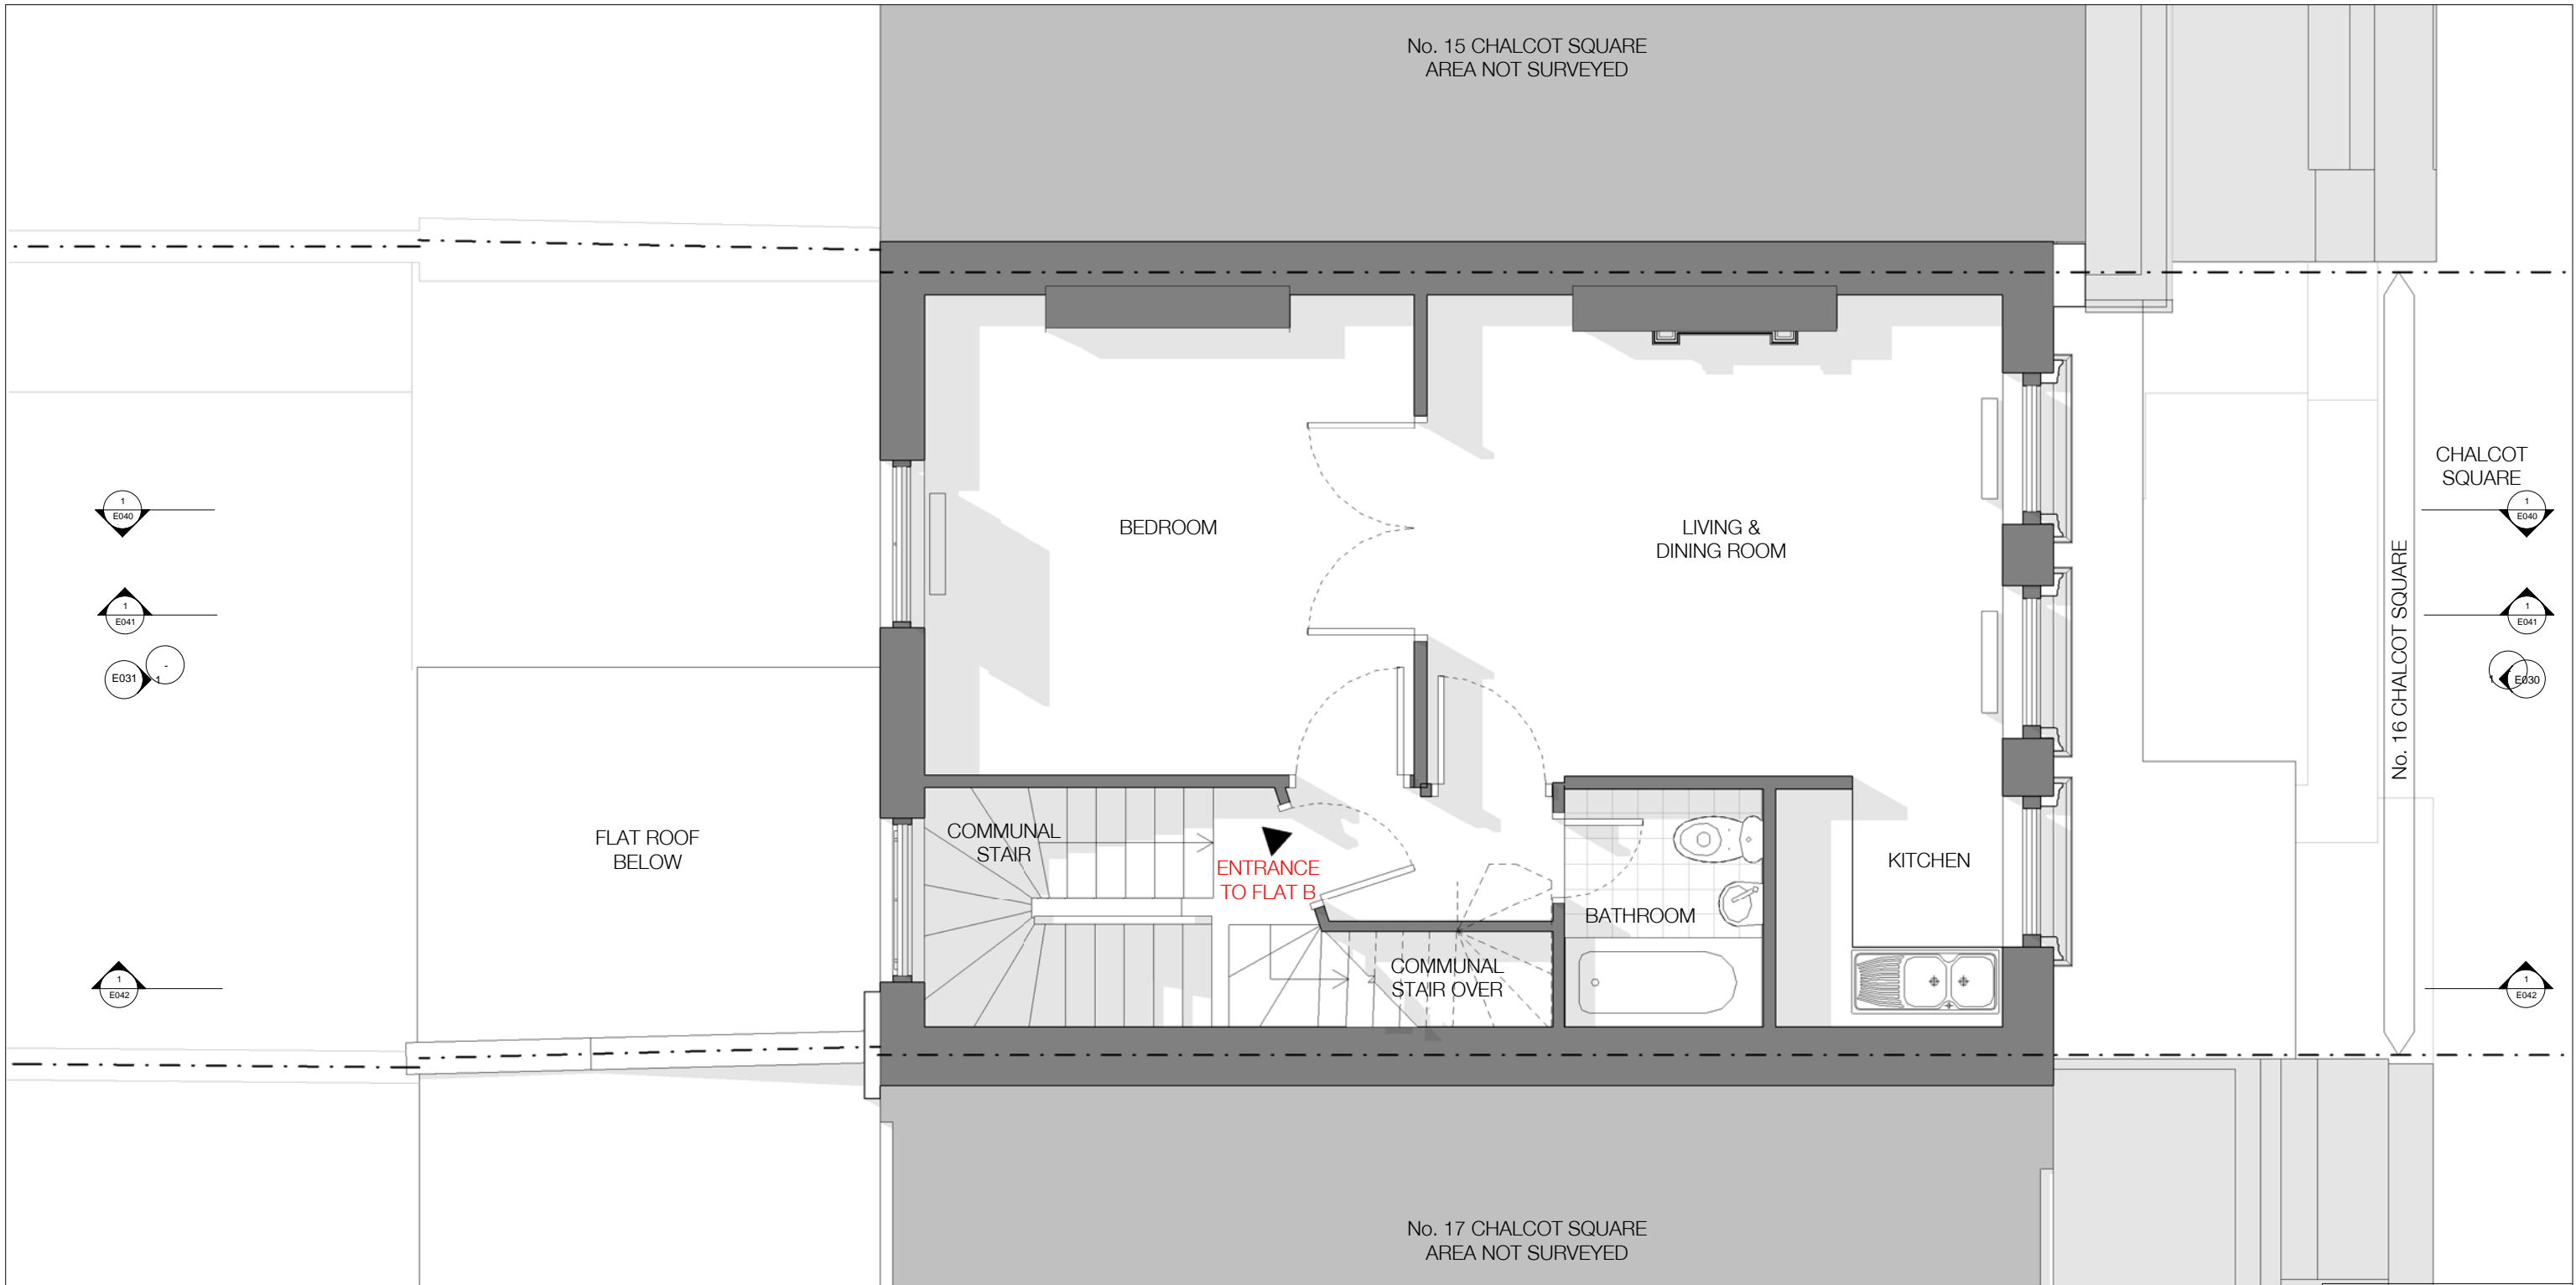 No. 15 CHALCOT SQUARE
AREA NOT SURVEYED
CHALCOT
SQUARE
1
E040
1
E040
BEDROOM
LIVING &
DINING ROOM
1
E041
1
E041
No. 16 CHALCOT SQUARE
-
E031
1
1
E030
FLAT ROOF
BELOW
COMMUNAL
STAIR
ENTRANCE
TO FLAT B
KITCHEN
BATHROOM
COMMUNAL
STAIR OVER
1
E042
1
E042
No. 17 CHALCOT SQUARE
AREA NOT SURVEYED